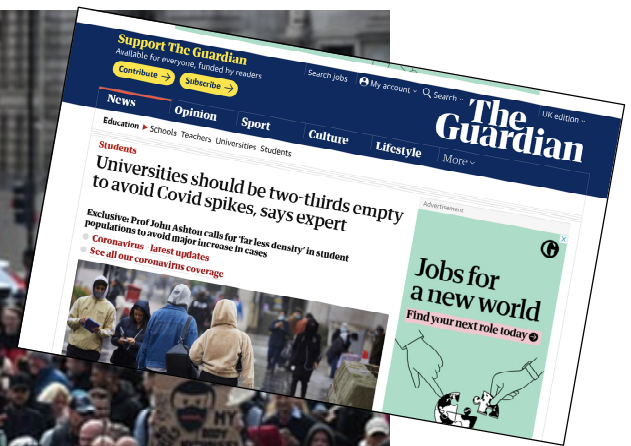 Support The Guardian
Available for everyone, funded by readers
Contribute → Subscribe →
Search jobs My account Search UK edition
The
Guardian
News Opinion Sport Culture Lifestyle More
Education Schools Teachers Universities Students
Students
Universities should be two-thirds empty
to avoid Covid spikes, says expert
Exclusive: Prof John Ashton calls for 'far less density' in student
populations to avoid major increase in cases
Coronavirus - latest updates
See all our coronavirus coverage
Advertisement
Jobs for
a new world
Find your next role today
MY
BODY